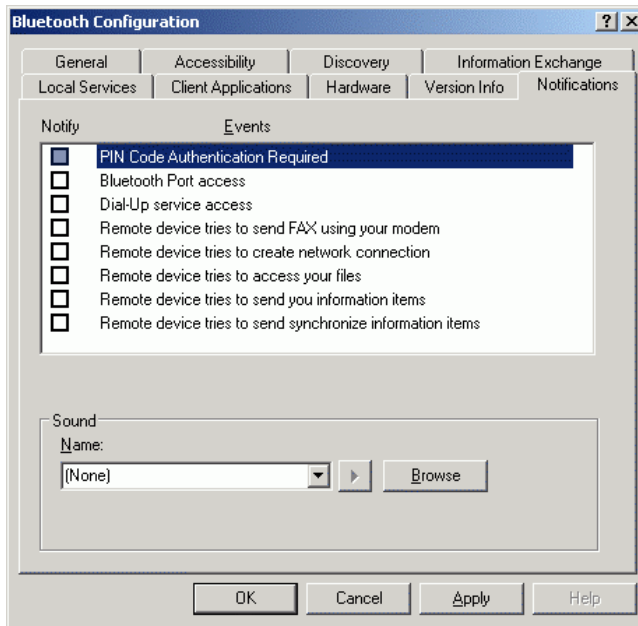 Bluetooth Configuration
General Accessibility Discovery Information Exchange
Local Services Client Applications Hardware Version Info Notifications
Notify Events
PIN Code Authentication Required
Bluetooth Port access
Dial-Up service access
Remote device tries to send FAX using your modem
Remote device tries to create network connection
Remote device tries to access your files
Remote device tries to send you information items
Remote device tries to send synchronize information items
Sound
Name:
(None) Browse
OK Cancel Apply Help